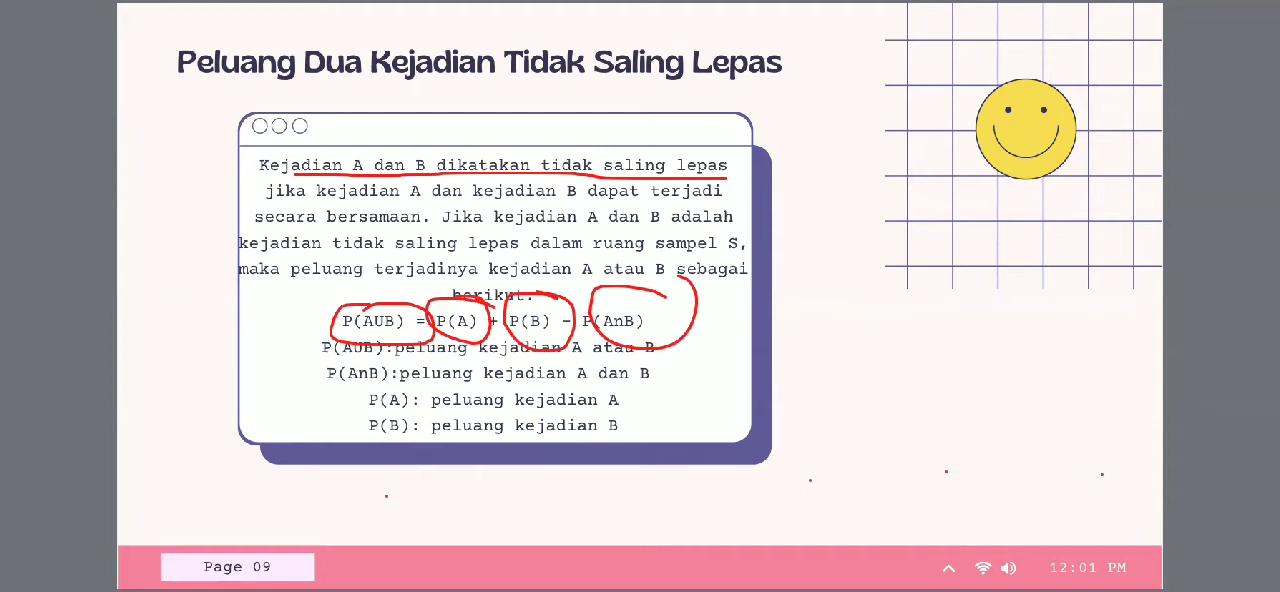 Peluang Dua Kejadian Tidak Saling Lepas
Kejadian A dan B dikatakan tidak saling lepas
jika kejadian A dan kejadian B dapat terjadi
secara bersamaan. Jika kejadian A dan B adalah
kejadian tidak saling lepas dalam ruang sampel S,
maka peluang terjadinya kejadian A atau B sebagai
berikut:
P(AUB) = P(A) + P(B) - P(AnB)
P(AUB):peluang kejadian A atau B
P(AnB):peluang kejadian A dan B
P(A): peluang kejadian A
P(B): peluang kejadian B
Page 09
12:01 PM